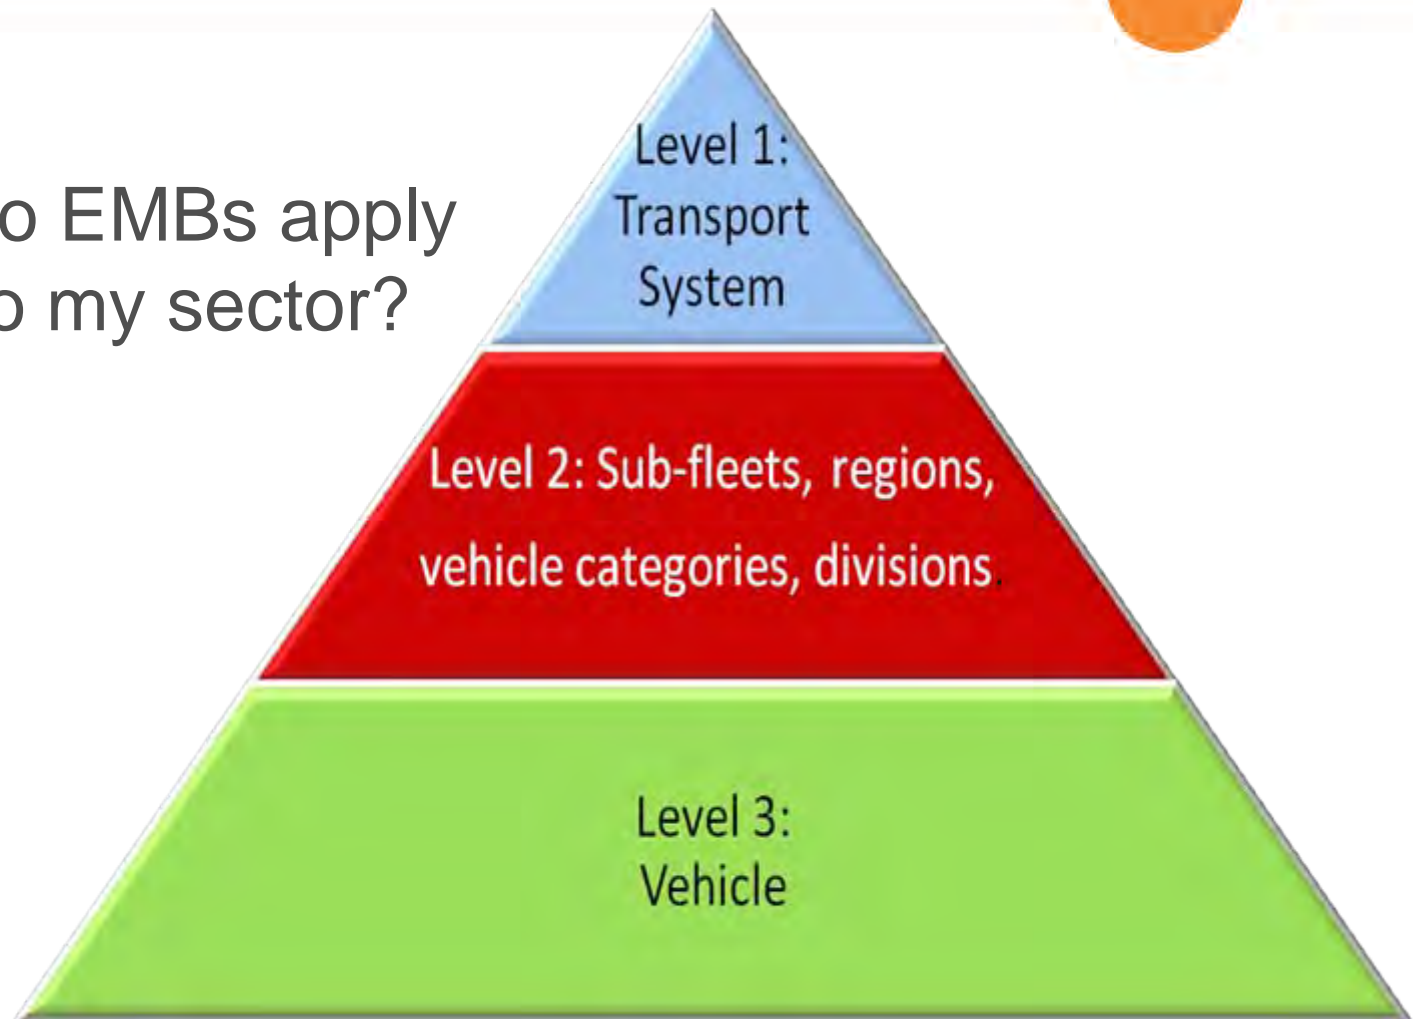 o EMBs apply
o my sector?
Level 1:
Transport
System
Level 2: Sub-fleets, regions,
vehicle categories, divisions.
Level 3:
Vehicle